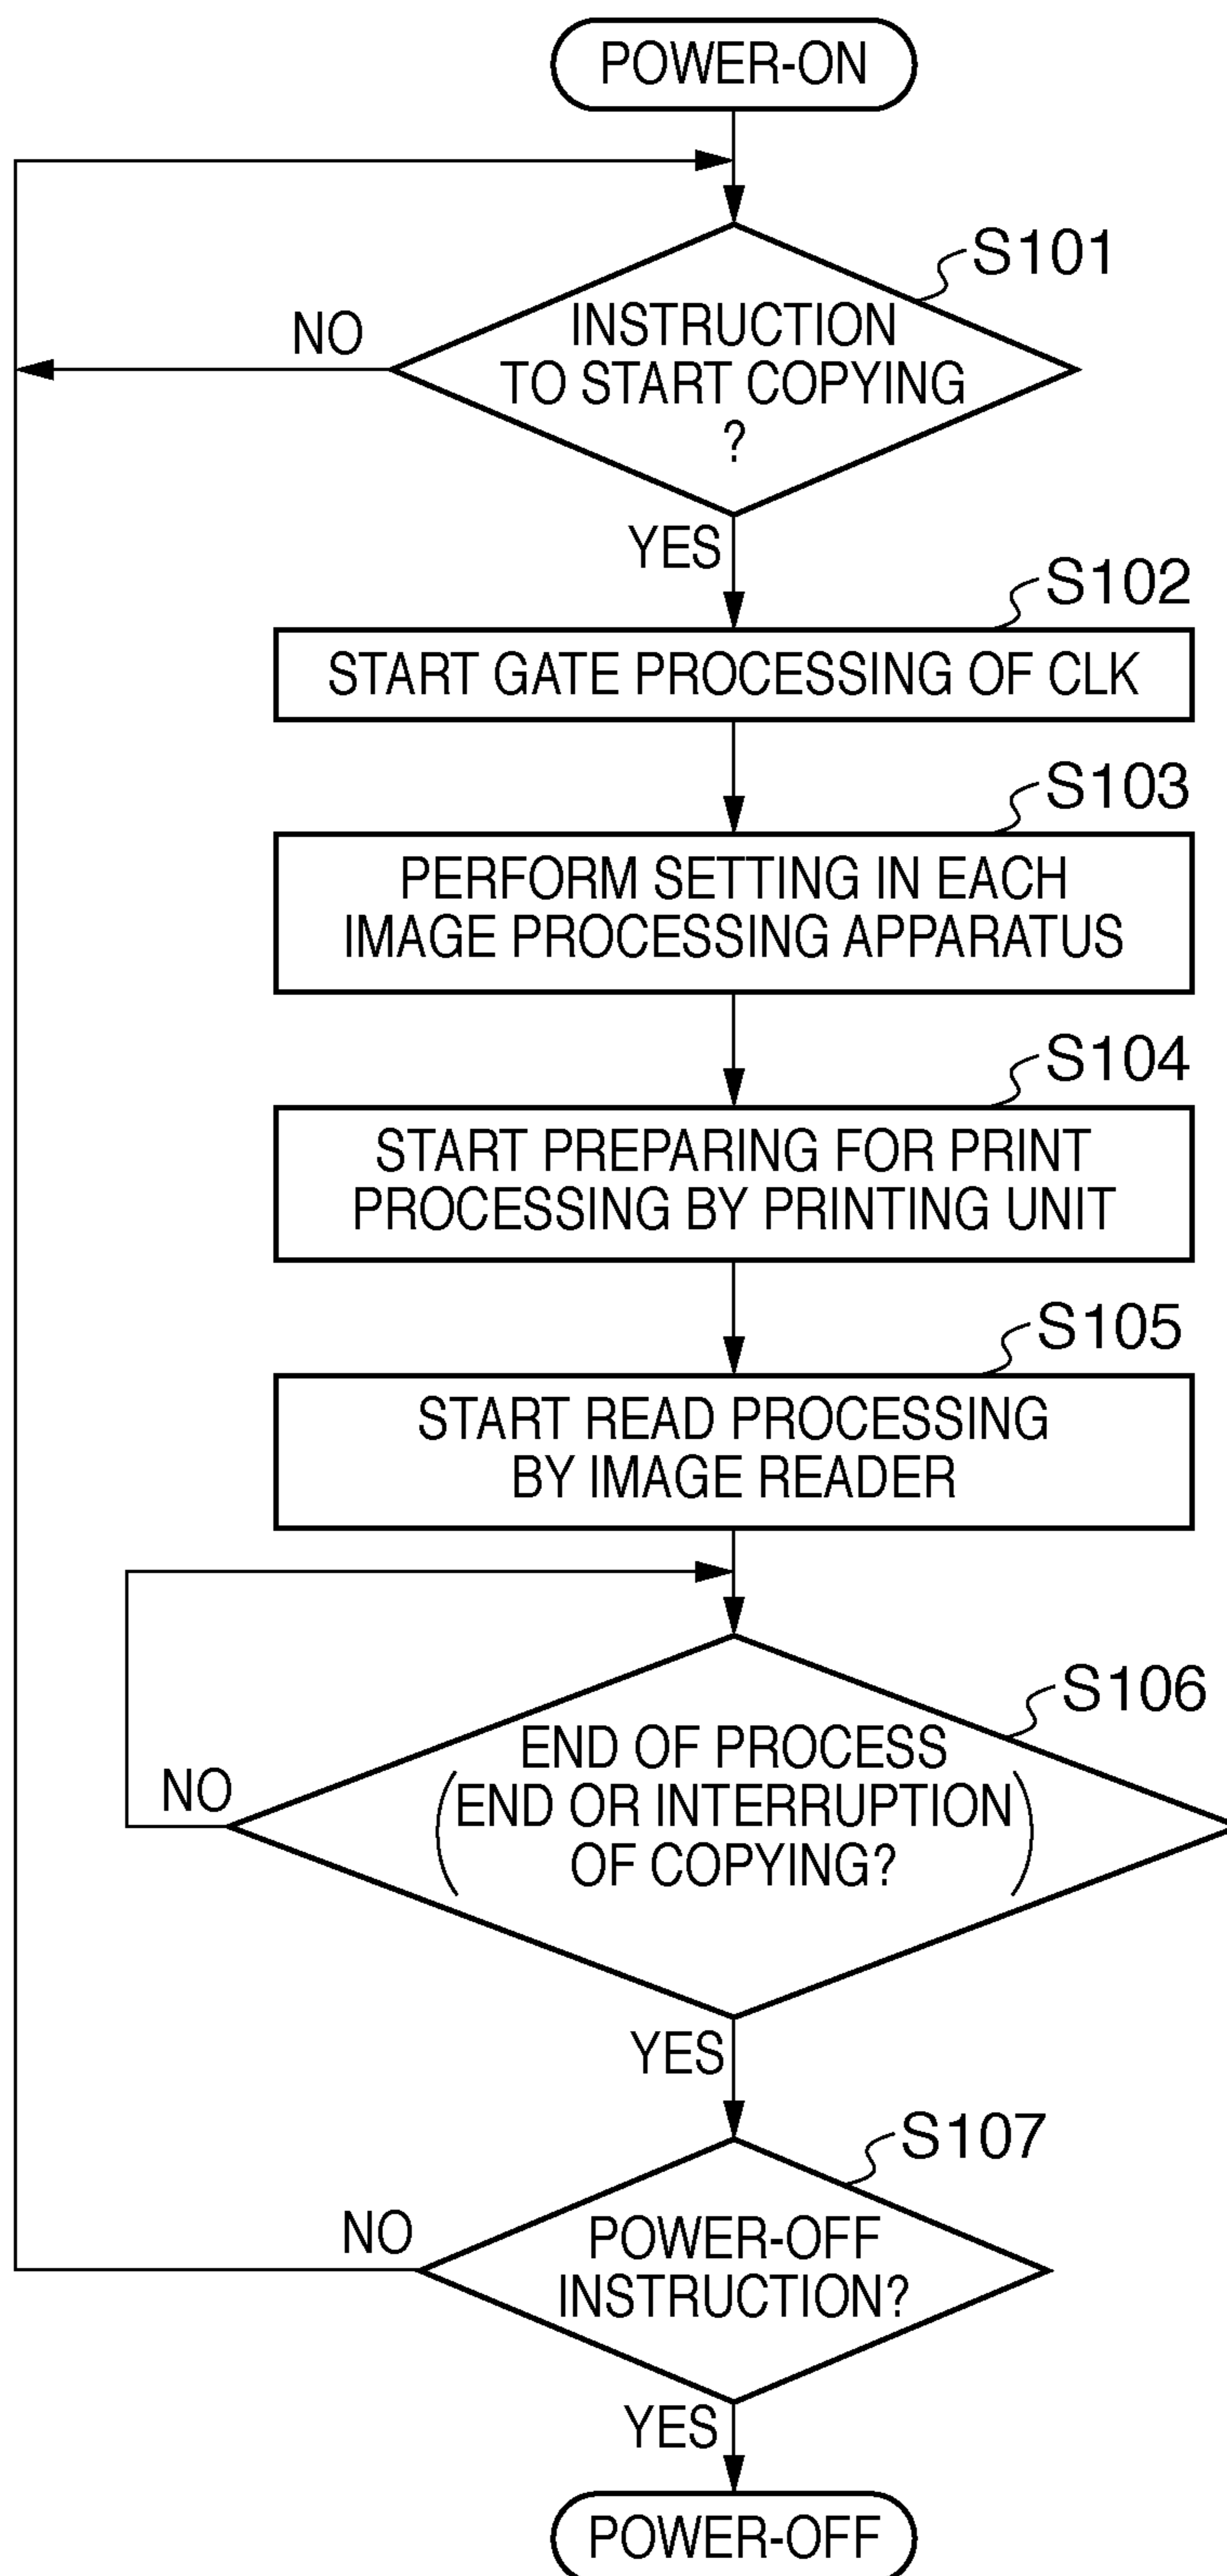 POWER-ON
S101
INSTRUCTION
TO START COPYING
?
NO
YES
S102
START GATE PROCESSING OF CLK
S103
PERFORM SETTING IN EACH
IMAGE PROCESSING APPARATUS
S104
START PREPARING FOR PRINT
PROCESSING BY PRINTING UNIT
S105
START READ PROCESSING
BY IMAGE READER
S106
END OF PROCESS
(END OR INTERRUPTION
OF COPYING?)
NO
YES
S107
POWER-OFF
INSTRUCTION?
NO
YES
POWER-OFF